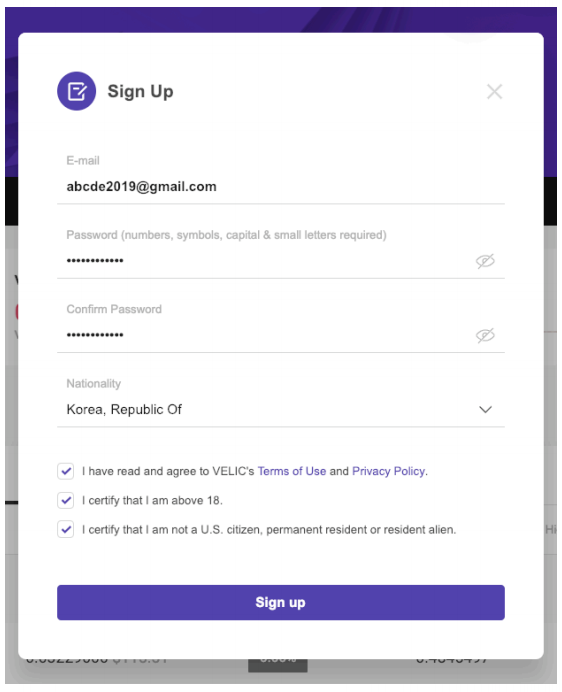 Sign Up
E-mail
abcde2019@gmail.com
Password (numbers, symbols, capital & small letters required)
••••••••••••
Confirm Password
••••••••••••
Nationality
Korea, Republic Of
I have read and agree to VELIC's Terms of Use and Privacy Policy.
I certify that I am above 18.
I certify that I am not a U.S. citizen, permanent resident or resident alien.
Sign up